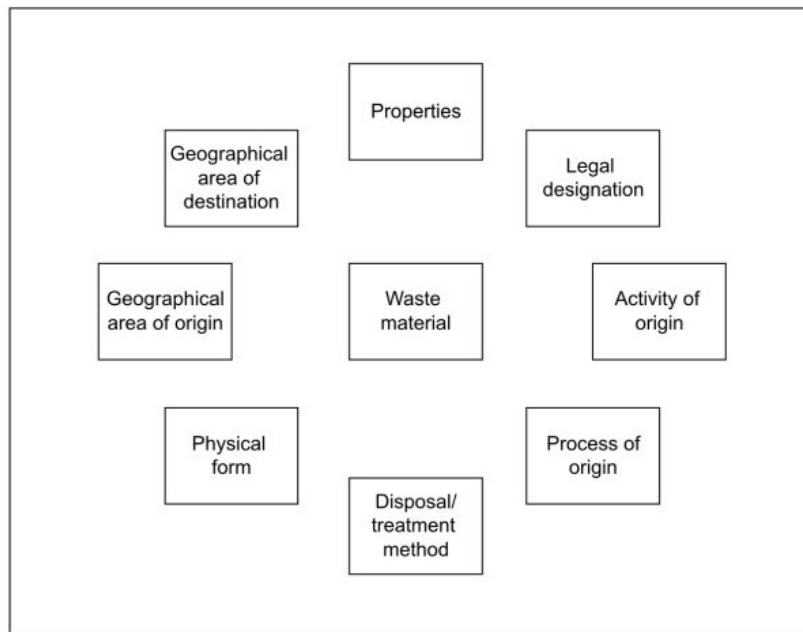 Properties
Geographical
area of
destination
Legal
designation
Geographical
area of origin
Waste
material
Activity of
origin
Physical
form
Process of
origin
Disposal/
treatment
method